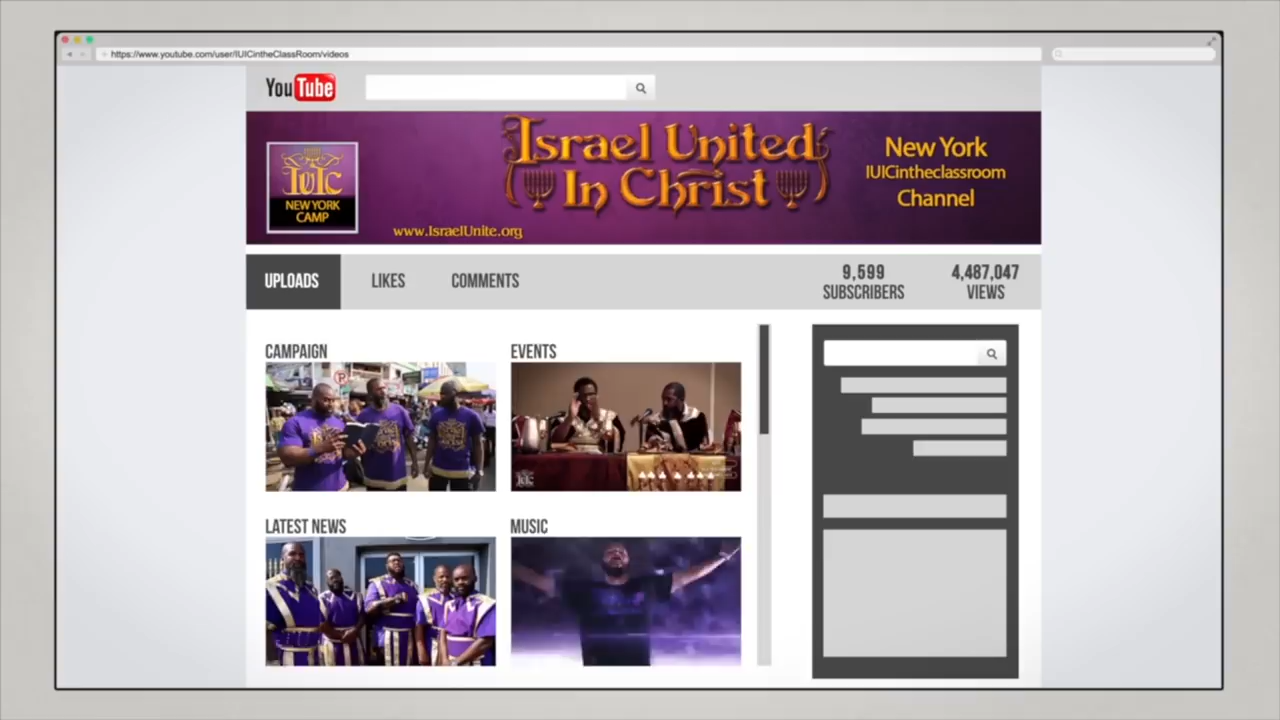 https://www.youtube.com/user/IUICintheClassRoom/videos
YouTube
Israel United
In Christ
IUIC
NEW YORK
CAMP
www.IsraelUnite.org
New York
IUICintheclassroom
Channel
UPLOADS
LIKES
COMMENTS
9,599
SUBSCRIBERS
4,487,047
VIEWS
CAMPAIGN
EVENTS
P
IUIC
LATEST NEWS
MUSIC